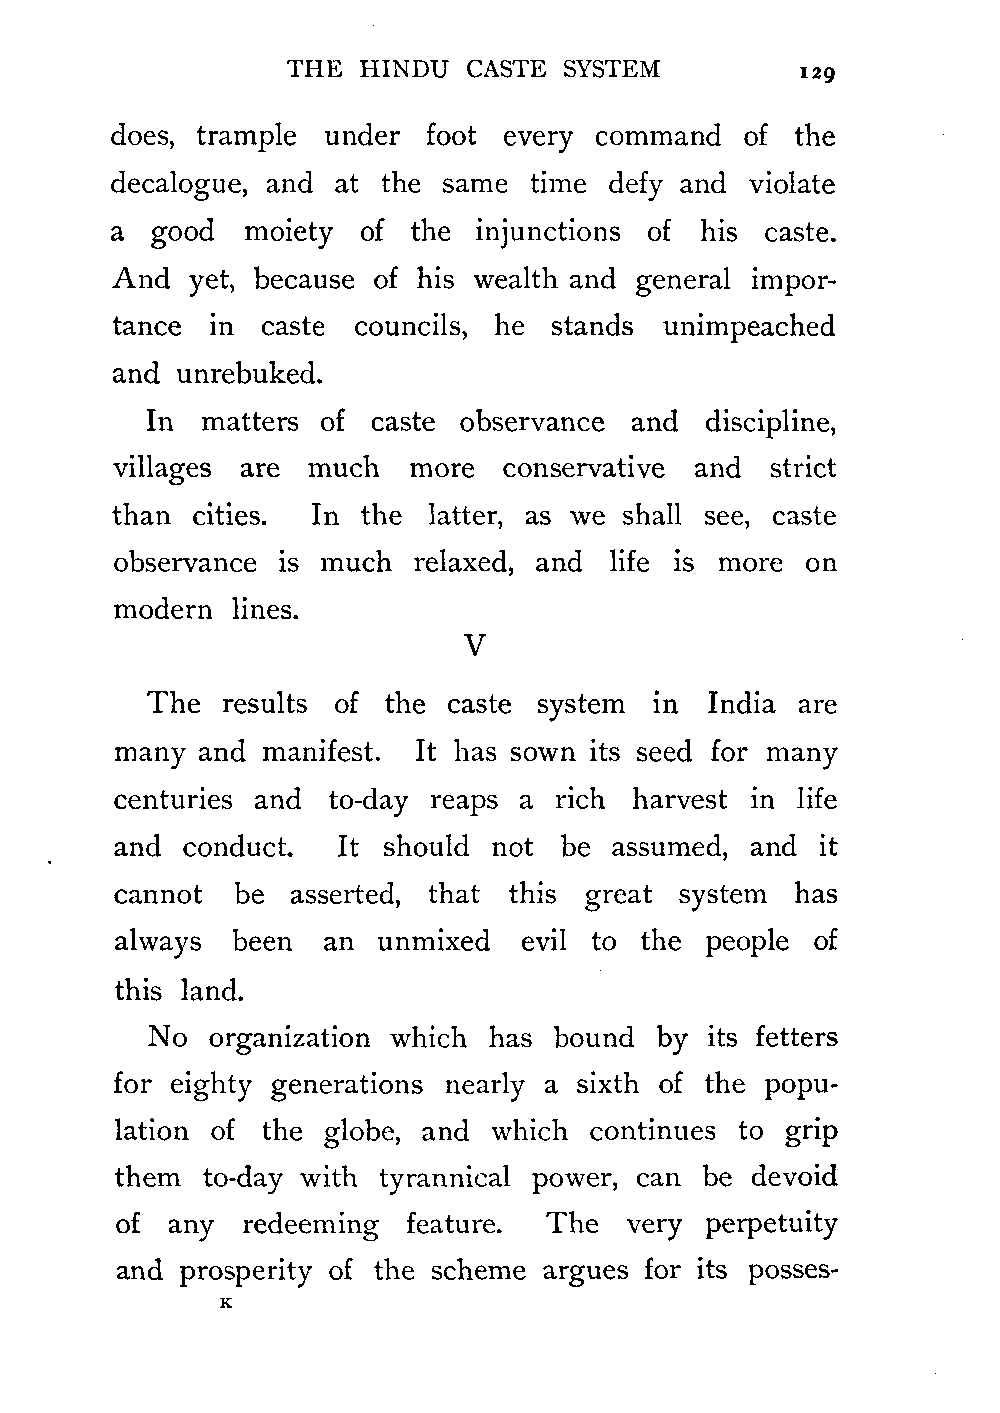 THE HINDU CASTE SYSTEM 129
does, trample under foot every command of the
decalogue, and at the same time defy and violate
a good moiety of the injunctions of his caste.
And yet, because of his wealth and general impor-
tance in caste councils, he stands unimpeached
and unrebuked.
In matters of caste observance and discipline,
villages are much more conservative and strict
than cities. In the latter, as we shall see, caste
observance is much relaxed, and life is more on
modern lines.
V
The results of the caste system in India are
many and manifest. It has sown its seed for many
centuries and to-day reaps a rich harvest in life
and conduct. It should not be assumed, and it
cannot be asserted, that this great system has
always been an unmixed evil to the people of
this land.
No organization which has bound by its fetters
for eighty generations nearly a sixth of the popu-
lation of the globe, and which continues to grip
them to-day with tyrannical power, can be devoid
of any redeeming feature. The very perpetuity
and prosperity of the scheme argues for its posses-
K